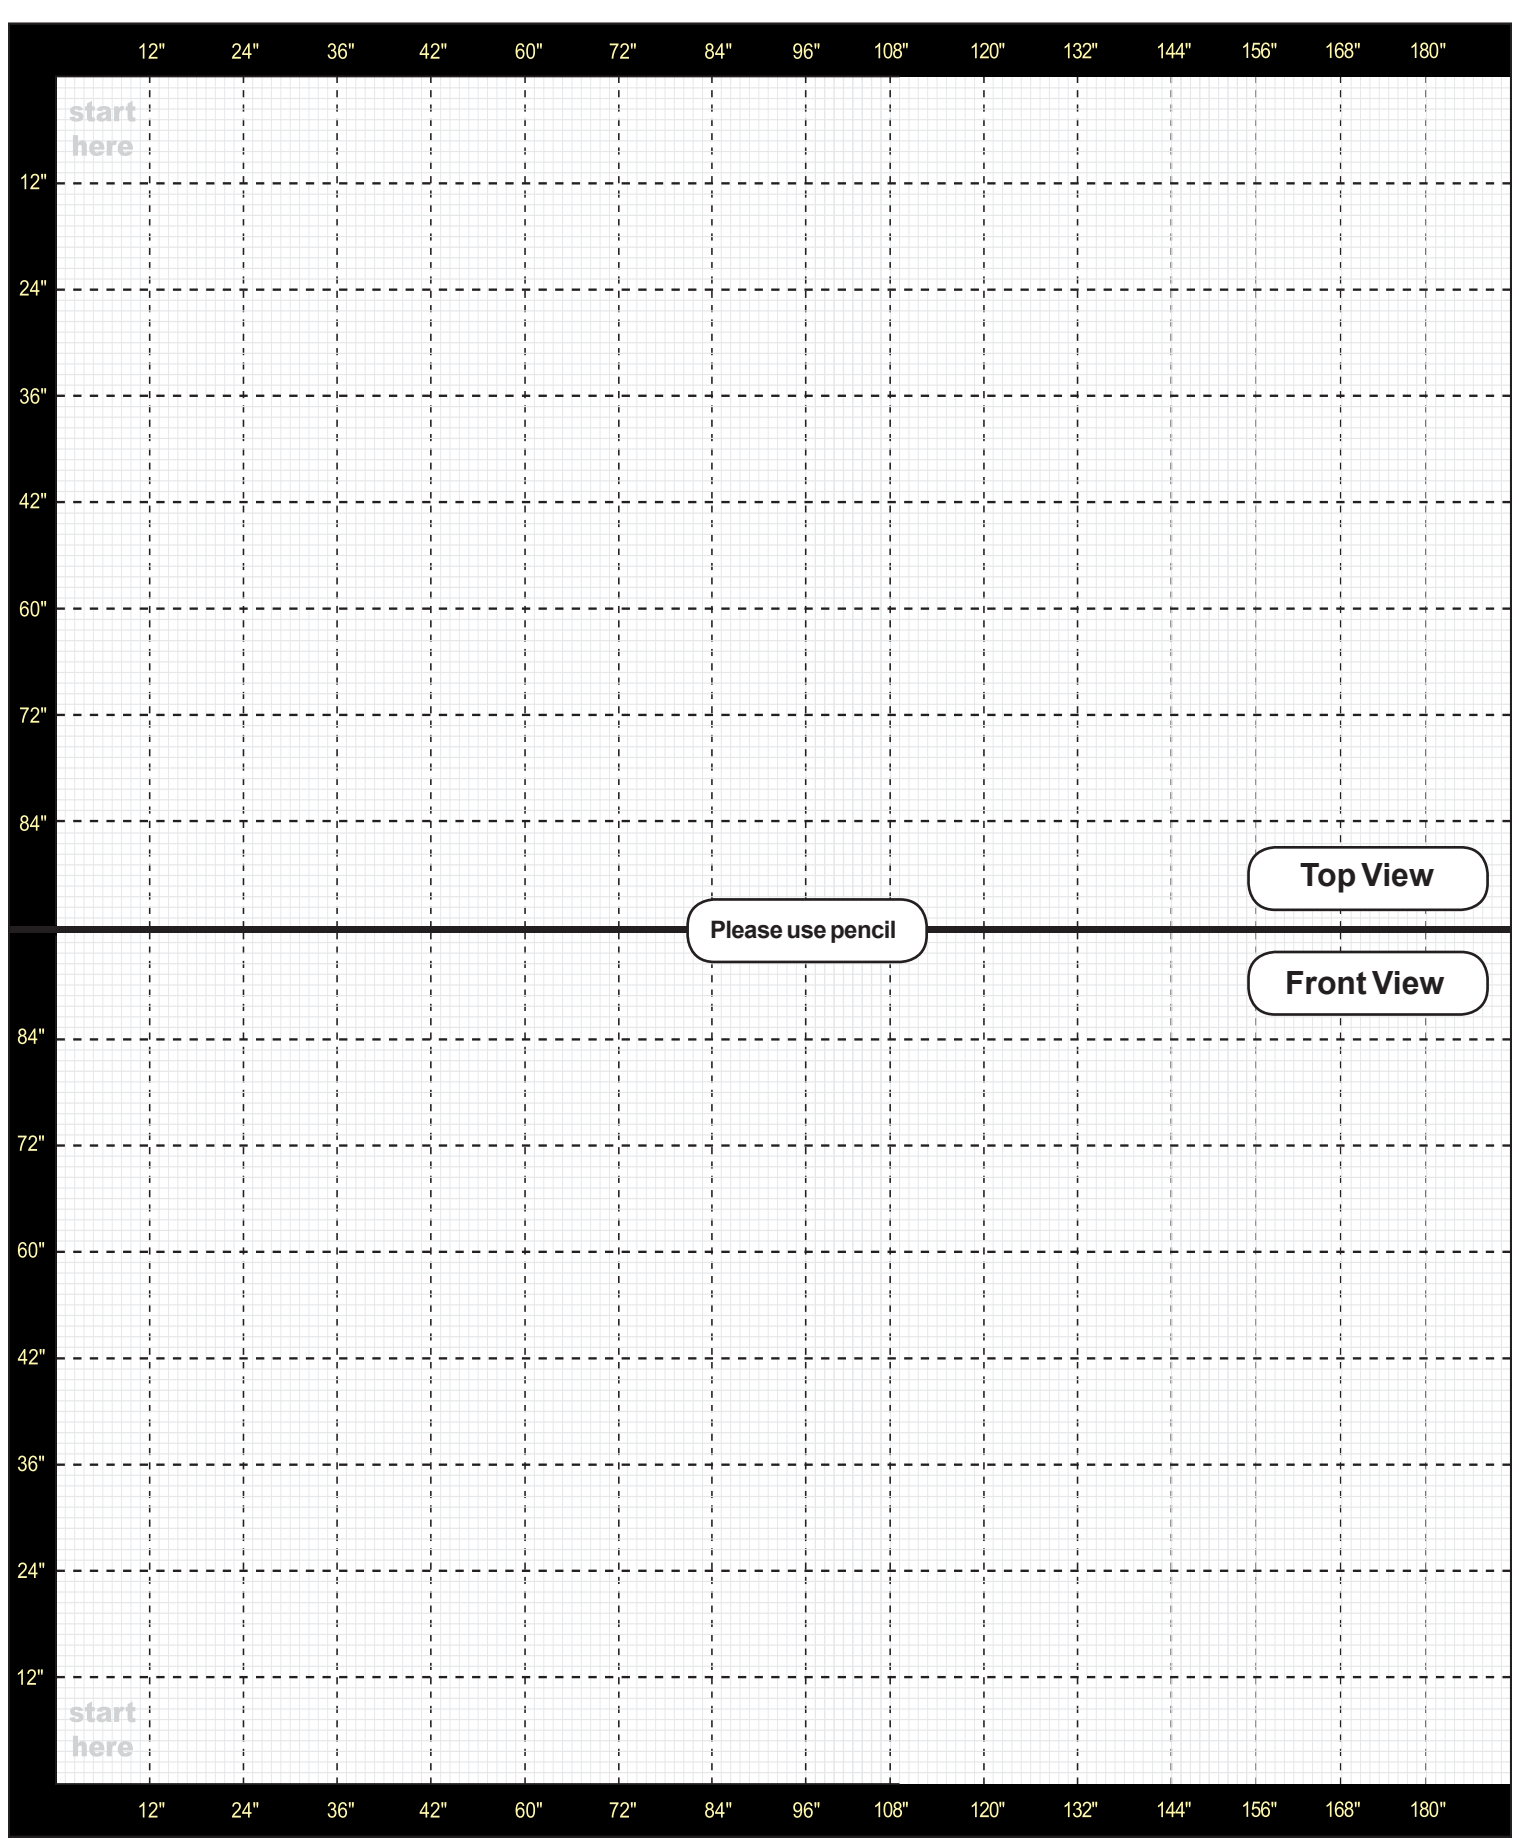 12" 24" 36" 42" 60" 72" 84" 96" 108" 120" 132" 144" 156" 168" 180"
start
here
12"
24"
36"
42"
60"
72"
84"
Top View
Please use pencil
Front View
84"
72"
60"
42"
36"
24"
12"
start
here
12" 24" 36" 42" 60" 72" 84" 96" 108" 120" 132" 144" 156" 168" 180"